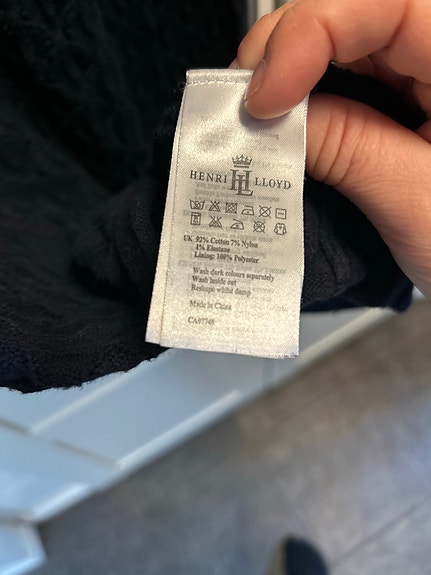 HENRI HL LLOYD
UK 92% Cotton 7% Nylon
1% Elastane
Lining: 100% Polyester
Wash dark colours separately
Wash inside out
Reshape whilst damp
Made in China